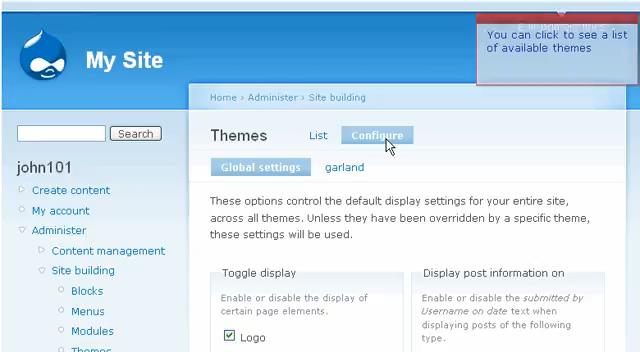 You can click to see a list
of available themes
My Site
Home › Administer › Site building
Search
Themes
List
Configure
Global settings
garland
john101
Create content
My account
Administer
Content management
Site building
Blocks
Menus
Modules
Themes
These options control the default display settings for your entire site,
across all themes. Unless they have been overridden by a specific theme,
these settings will be used.
Toggle display
Enable or disable the display of
certain page elements.
Logo
Display post information on
Enable or disable the submitted by
Username on date text when
displaying posts of the following
type.